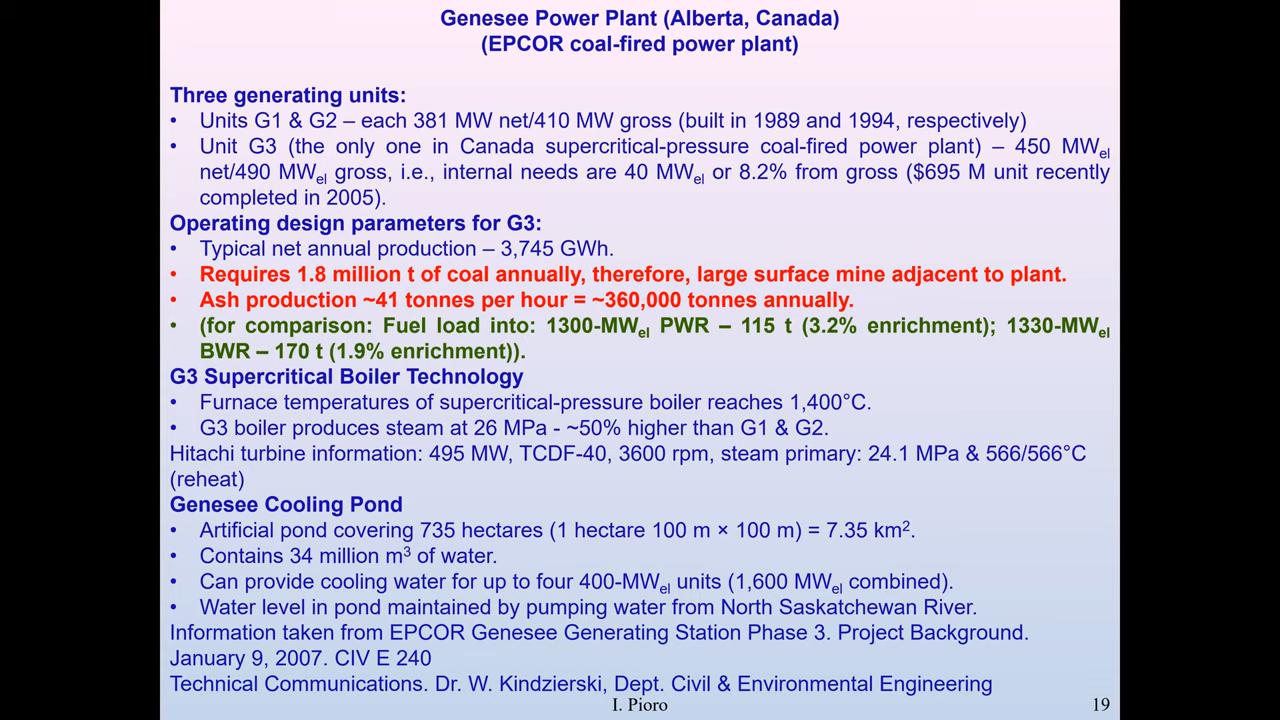 Genesee Power Plant (Alberta, Canada)
(EPCOR coal-fired power plant)
Three generating units:
• Units G1 & G2 – each 381 MW net/410 MW gross (built in 1989 and 1994, respectively)
• Unit G3 (the only one in Canada supercritical-pressure coal-fired power plant) – 450 MWel
net/490 MWel gross, i.e., internal needs are 40 MWel or 8.2% from gross ($695 M unit recently
completed in 2005).
Operating design parameters for G3:
• Typical net annual production – 3,745 GWh.
• Requires 1.8 million t of coal annually, therefore, large surface mine adjacent to plant.
• Ash production ~41 tonnes per hour = ~360,000 tonnes annually.
• (for comparison: Fuel load into: 1300-MWel PWR – 115 t (3.2% enrichment); 1330-MWel
BWR – 170 t (1.9% enrichment)).
G3 Supercritical Boiler Technology
• Furnace temperatures of supercritical-pressure boiler reaches 1,400°C.
• G3 boiler produces steam at 26 MPa - ~50% higher than G1 & G2.
Hitachi turbine information: 495 MW, TCDF-40, 3600 rpm, steam primary: 24.1 MPa & 566/566°C
(reheat)
Genesee Cooling Pond
• Artificial pond covering 735 hectares (1 hectare 100 m × 100 m) = 7.35 km².
• Contains 34 million m³ of water.
• Can provide cooling water for up to four 400-MWel units (1,600 MWel combined).
• Water level in pond maintained by pumping water from North Saskatchewan River.
Information taken from EPCOR Genesee Generating Station Phase 3. Project Background.
January 9, 2007. CIV E 240
Technical Communications. Dr. W. Kindzierski, Dept. Civil & Environmental Engineering
I. Pioro 19